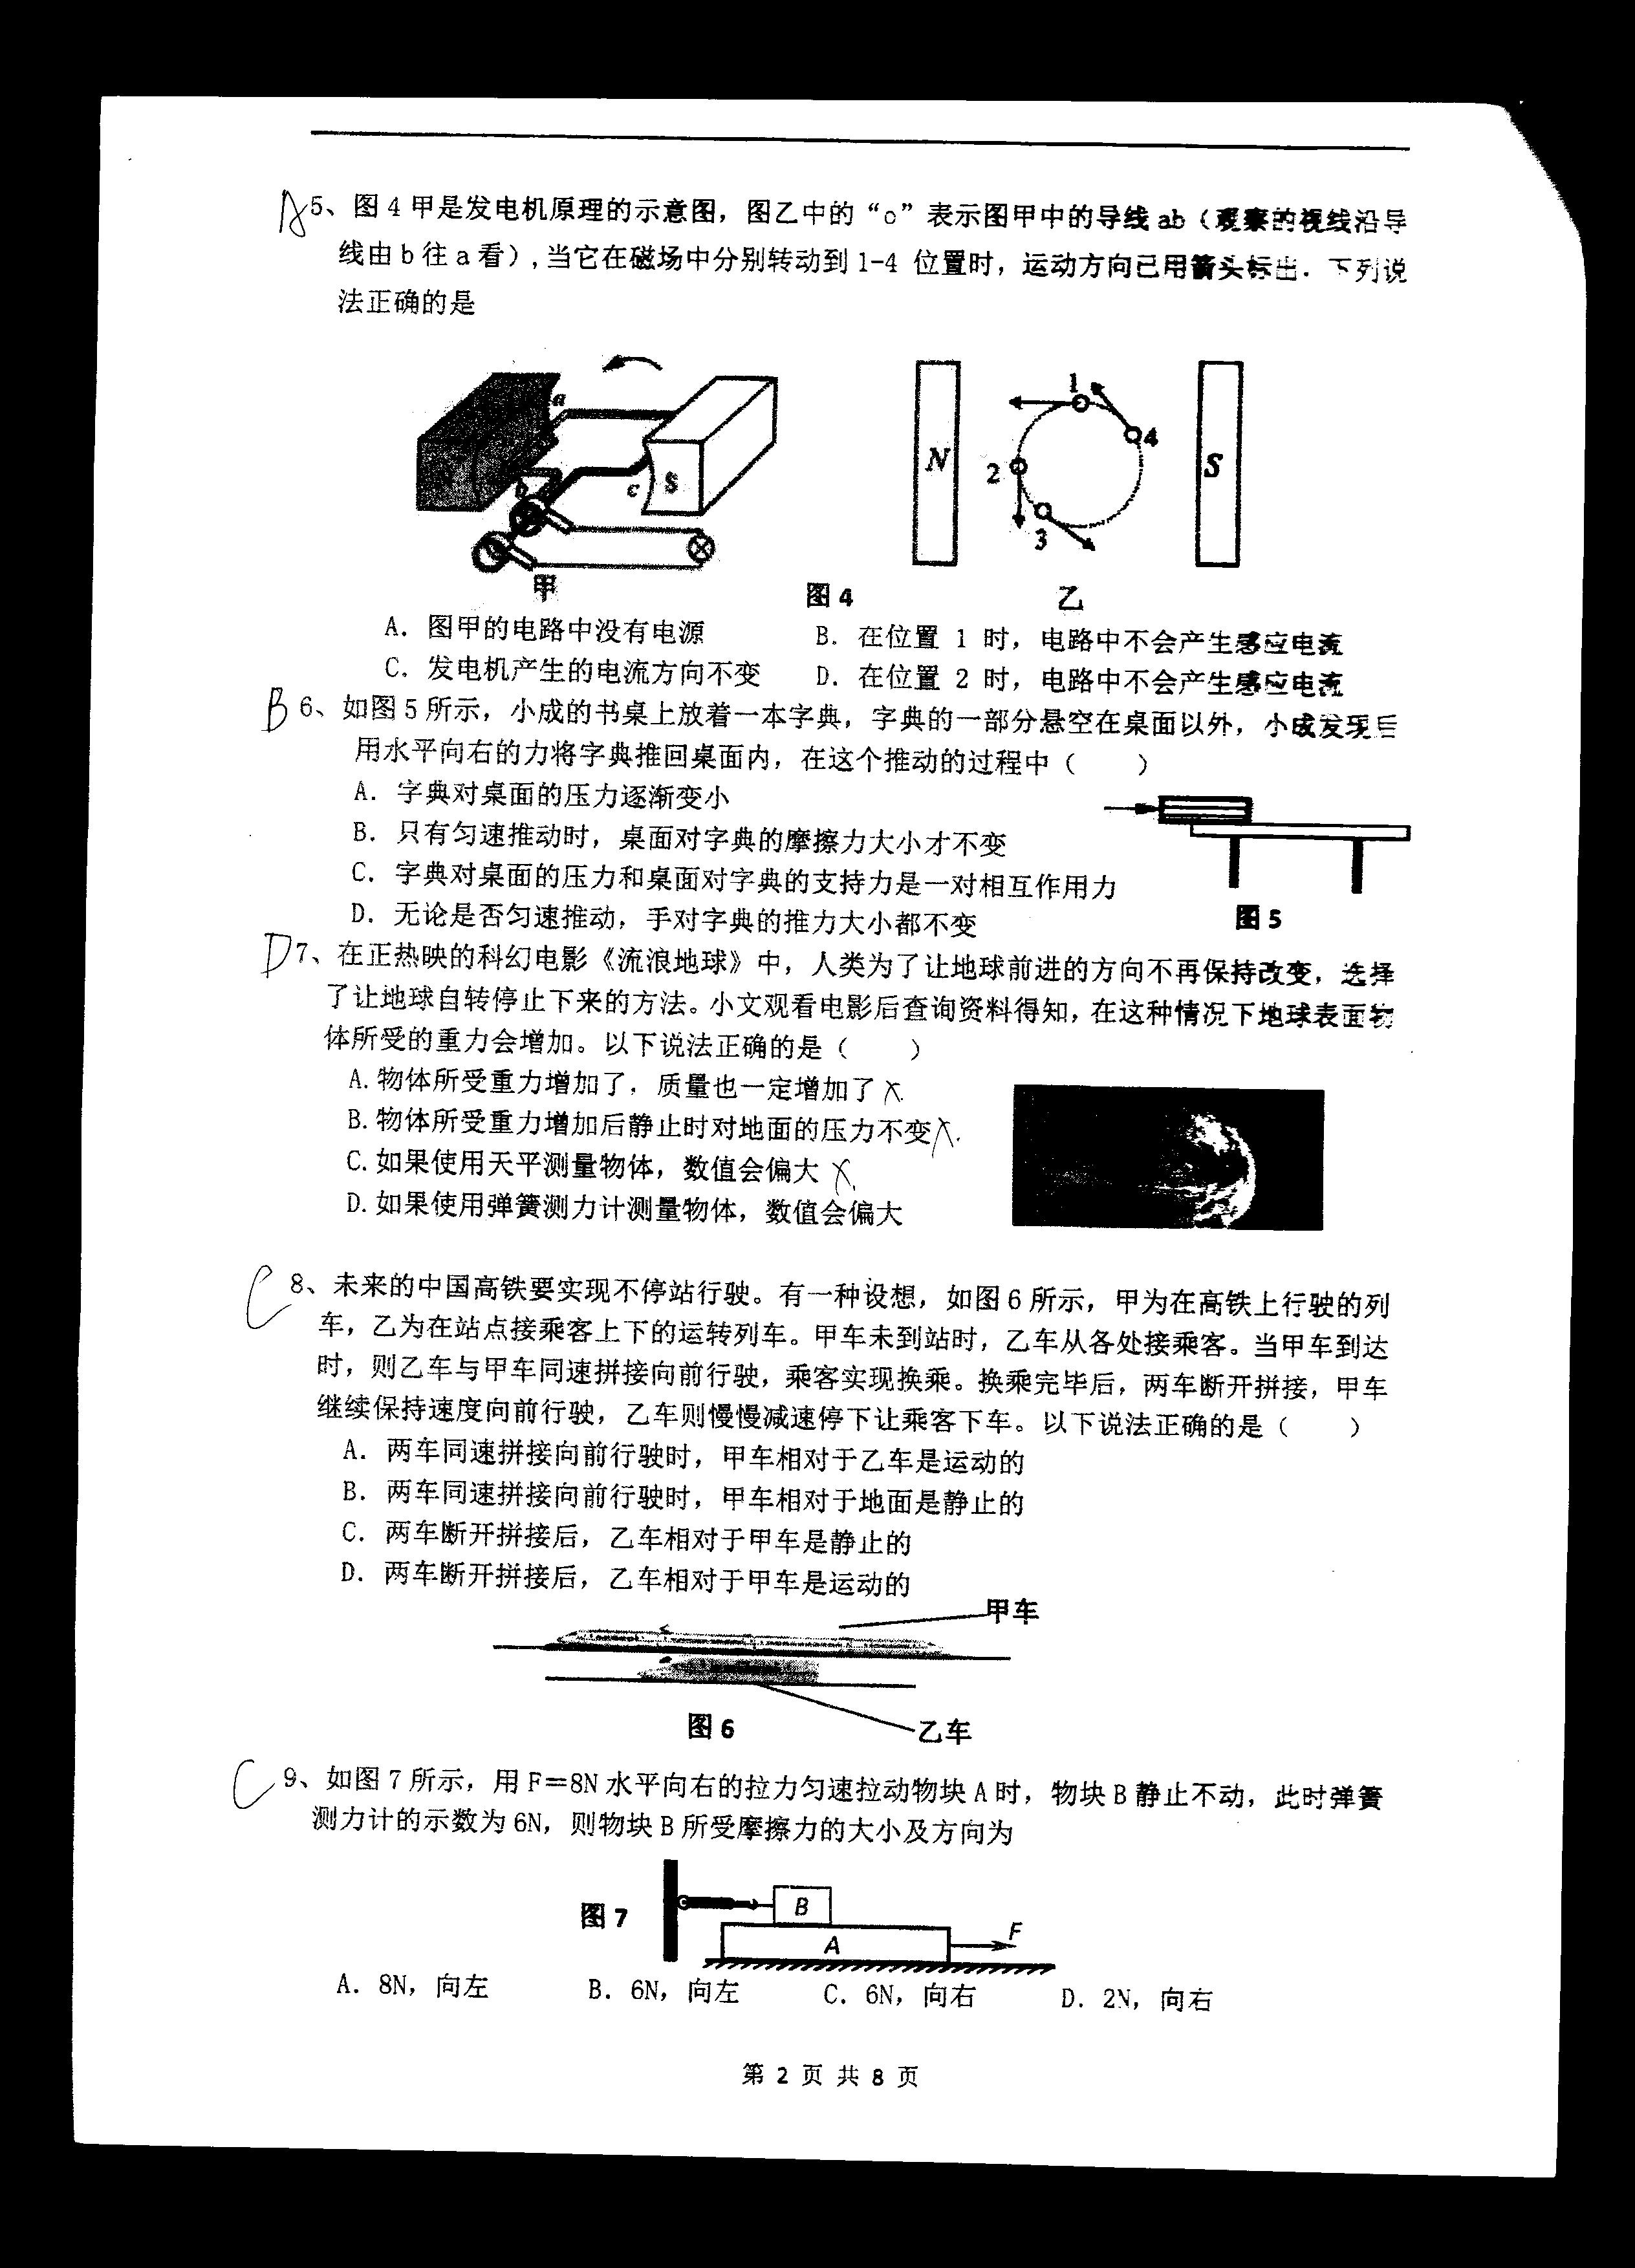 A 5、图 4 甲是发电机原理的示意图，图乙中的“o”表示图甲中的导线 ab（观察的视线沿导
线由 b 往 a 看）,当它在磁场中分别转动到 1-4 位置时，运动方向已用箭头标出．下列说
法正确的是
a
b
c
S
1
4
N
2
S
3
甲
图 4
乙
A．图甲的电路中没有电源
B．在位置 1 时，电路中不会产生感应电流
C．发电机产生的电流方向不变
D．在位置 2 时，电路中不会产生感应电流
B 6、如图 5 所示，小成的书桌上放着一本字典，字典的一部分悬空在桌面以外，小成发现后
用水平向右的力将字典推回桌面内，在这个推动的过程中（　　）
A．字典对桌面的压力逐渐变小
B．只有匀速推动时，桌面对字典的摩擦力大小才不变
C．字典对桌面的压力和桌面对字典的支持力是一对相互作用力
D．无论是否匀速推动，手对字典的推力大小都不变
图 5
D 7、在正热映的科幻电影《流浪地球》中，人类为了让地球前进的方向不再保持改变，选择
了让地球自转停止下来的方法。小文观看电影后查询资料得知，在这种情况下地球表面物
体所受的重力会增加。以下说法正确的是（　　）
A.物体所受重力增加了，质量也一定增加了 X
B.物体所受重力增加后静止时对地面的压力不变 X
C.如果使用天平测量物体，数值会偏大 X
D.如果使用弹簧测力计测量物体，数值会偏大
C 8、未来的中国高铁要实现不停站行驶。有一种设想，如图 6 所示，甲为在高铁上行驶的列
车，乙为在站点接乘客上下的运转列车。甲车未到站时，乙车从各处接乘客。当甲车到达
时，则乙车与甲车同速拼接向前行驶，乘客实现换乘。换乘完毕后，两车断开拼接，甲车
继续保持速度向前行驶，乙车则慢慢减速停下让乘客下车。以下说法正确的是（　　）
A．两车同速拼接向前行驶时，甲车相对于乙车是运动的
B．两车同速拼接向前行驶时，甲车相对于地面是静止的
C．两车断开拼接后，乙车相对于甲车是静止的
D．两车断开拼接后，乙车相对于甲车是运动的
甲车
图 6
乙车
C 9、如图 7 所示，用 F＝8N 水平向右的拉力匀速拉动物块 A 时，物块 B 静止不动，此时弹簧
测力计的示数为 6N，则物块 B 所受摩擦力的大小及方向为
图 7
B
A
F
A．8N，向左　B．6N，向左　C．6N，向右　D．2N，向右
第 2 页 共 8 页